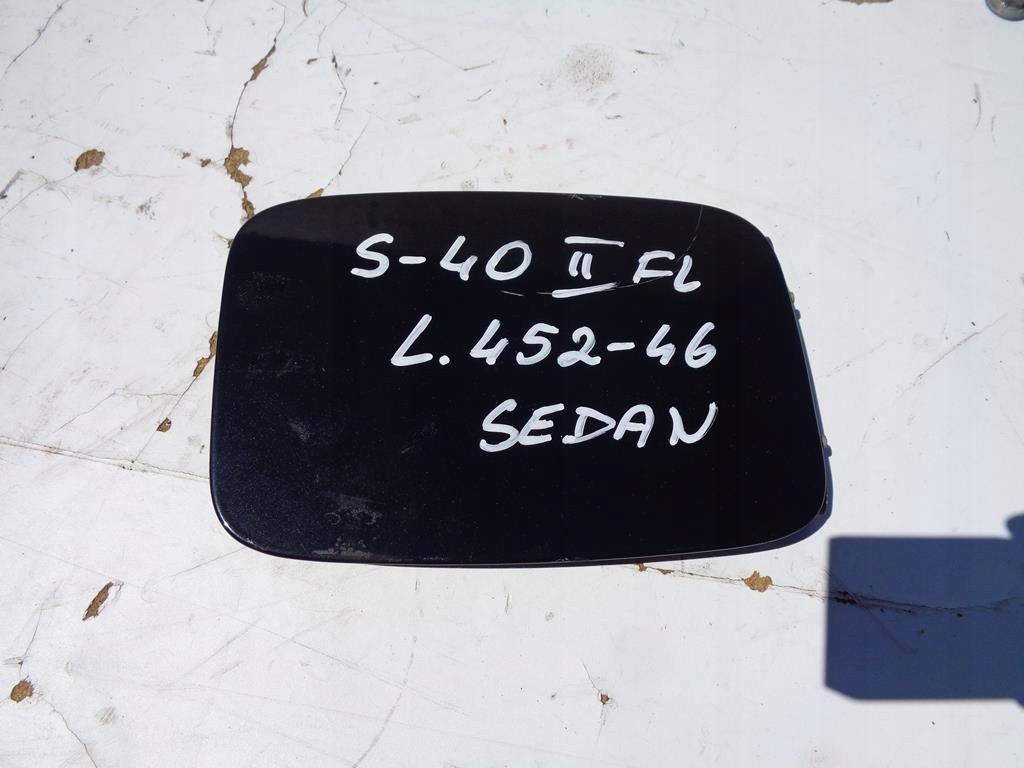 S-40 II FL
L.452-46
SEDAN